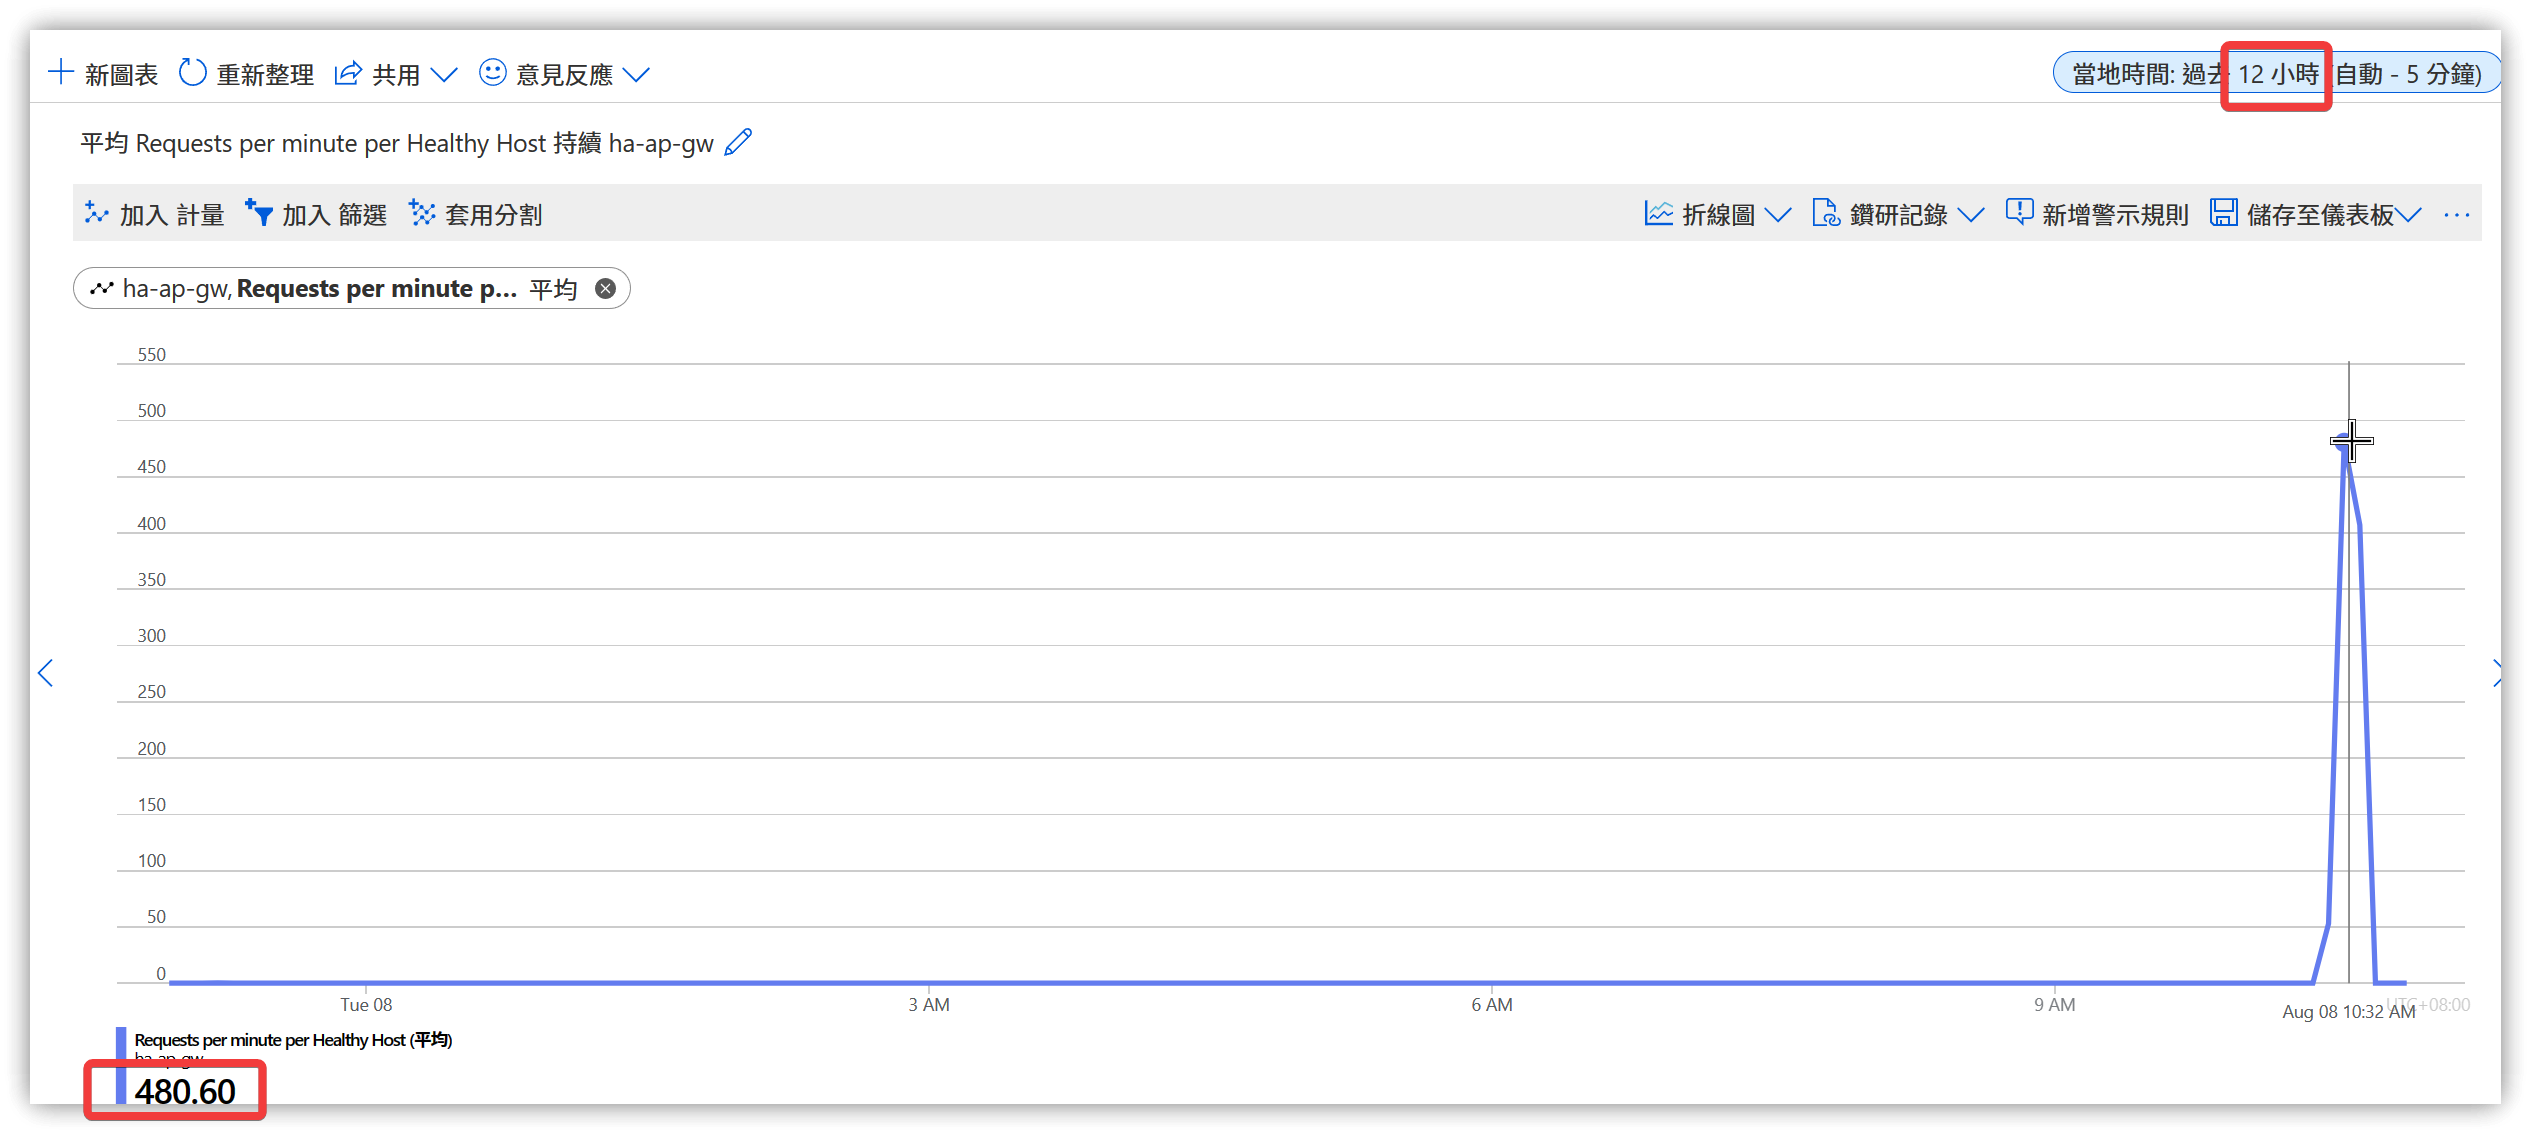 新圖表 重新整理 共用 意見反應 當地時間: 過去 12 小時 (自動 - 5 分鐘)
平均 Requests per minute per Healthy Host 持續 ha-ap-gw
加入 計量 加入 篩選 套用分割 折線圖 鑽研記錄 新增警示規則 儲存至儀表板 ···
ha-ap-gw, Requests per minute p... 平均
550
500
450
400
350
300
250
200
150
100
50
0
Tue 08 3 AM 6 AM 9 AM Aug 08 10:32 AM UTC+08:00
Requests per minute per Healthy Host (平均)
ha-ap-gw
480.60